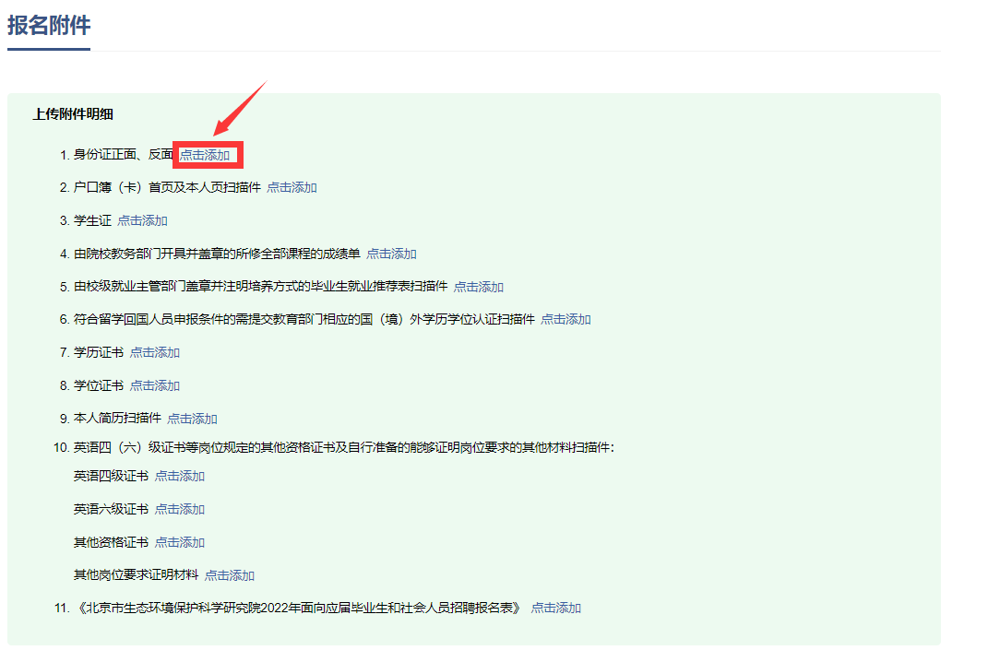 报名附件
上传附件明细
1. 身份证正面、反面 点击添加
2. 户口簿（卡）首页及本人页扫描件 点击添加
3. 学生证 点击添加
4. 由院校教务部门开具并盖章的所修全部课程的成绩单 点击添加
5. 由校级就业主管部门盖章并注明培养方式的毕业生就业推荐表扫描件 点击添加
6. 符合留学回国人员申报条件的需提交教育部门相应的国（境）外学历学位认证扫描件 点击添加
7. 学历证书 点击添加
8. 学位证书 点击添加
9. 本人简历扫描件 点击添加
10. 英语四（六）级证书等岗位规定的其他资格证书及自行准备的能够证明岗位要求的其他材料扫描件：
英语四级证书 点击添加
英语六级证书 点击添加
其他资格证书 点击添加
其他岗位要求证明材料 点击添加
11. 《北京市生态环境保护科学研究院2022年面向应届毕业生和社会人员招聘报名表》 点击添加